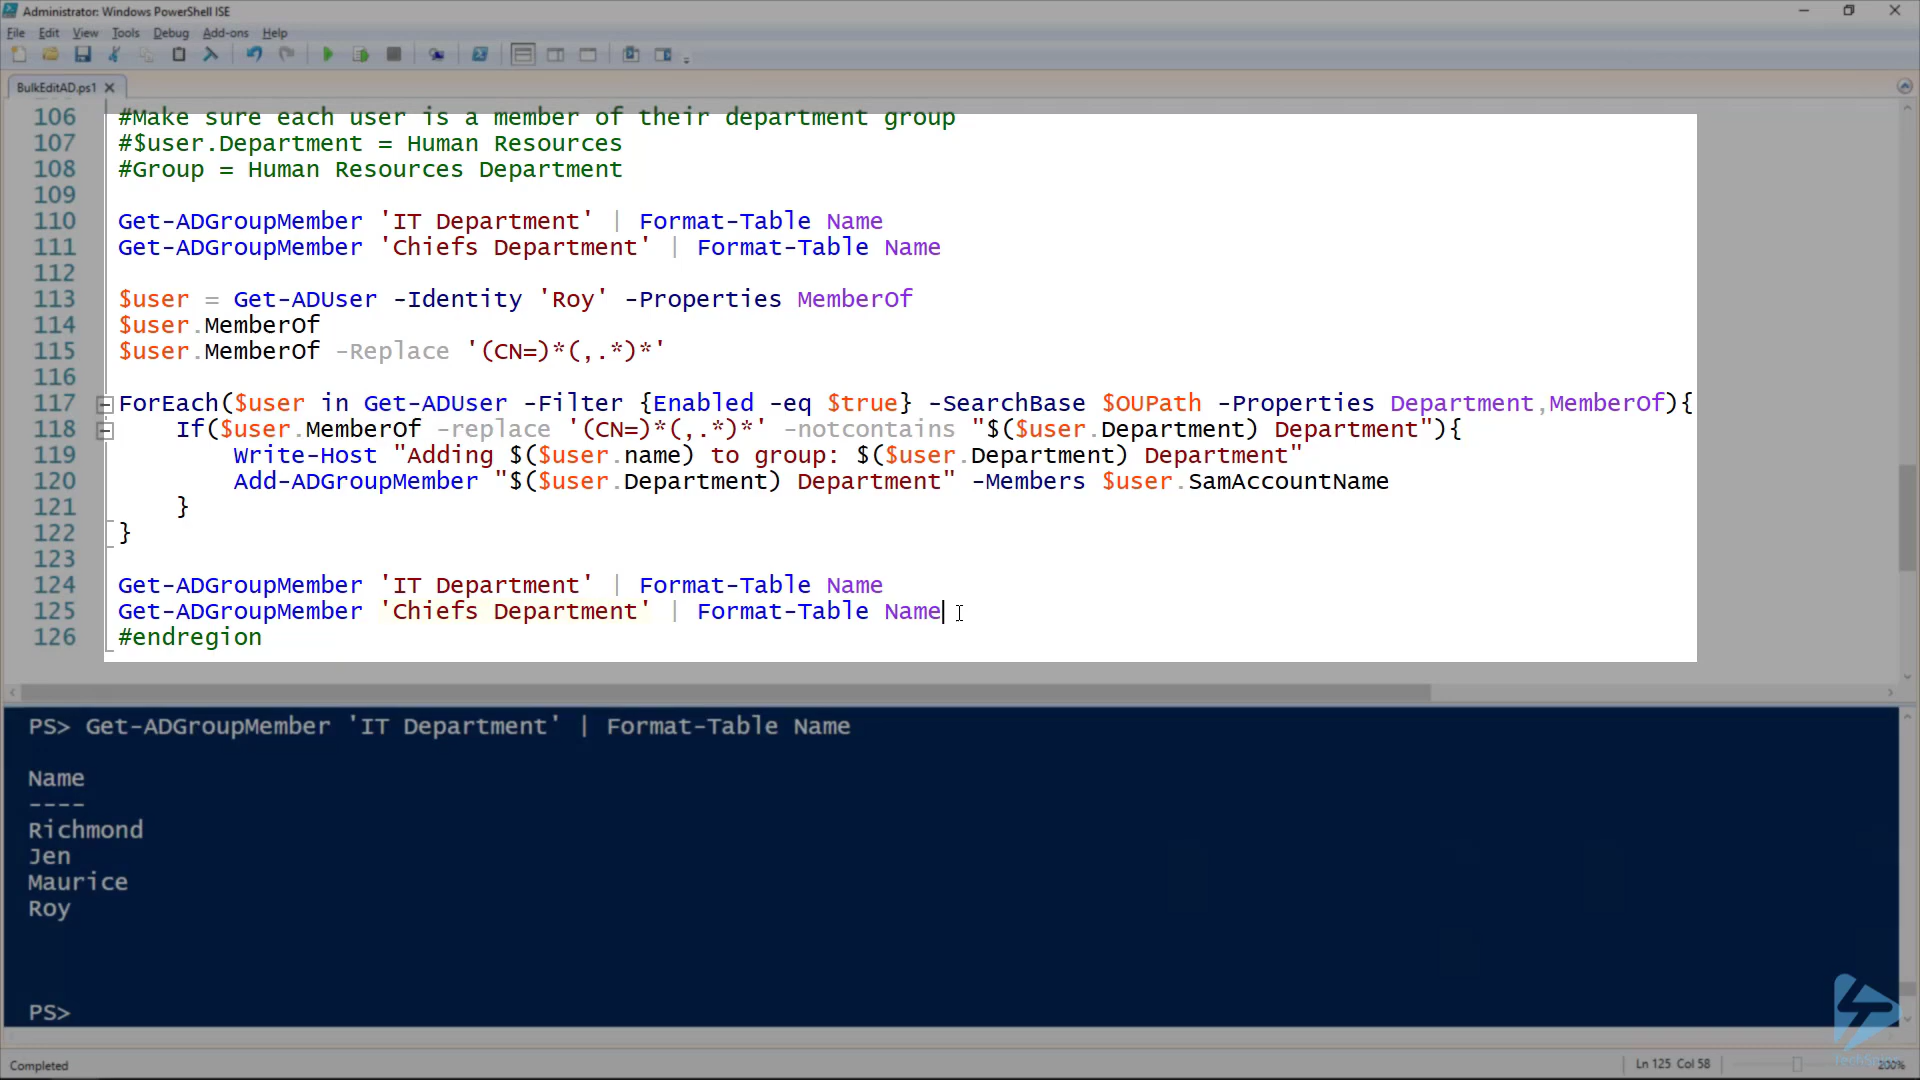 Administrator: Windows PowerShell ISE
File Edit View Tools Debug Add-ons Help
BulkEditAD.ps1
106 #Make sure each user is a member of their department group
107 #$user.Department = Human Resources
108 #Group = Human Resources Department
109
110 Get-ADGroupMember 'IT Department' | Format-Table Name
111 Get-ADGroupMember 'Chiefs Department' | Format-Table Name
112
113 $user = Get-ADUser -Identity 'Roy' -Properties MemberOf
114 $user.MemberOf
115 $user.MemberOf -Replace '(CN=)*(,.*)*'
116
117 ForEach($user in Get-ADUser -Filter {Enabled -eq $true} -SearchBase $OUPath -Properties Department,MemberOf){
118     If($user.MemberOf -replace '(CN=)*(,.*)*' -notcontains "$($user.Department) Department"){
119         Write-Host "Adding $($user.name) to group: $($user.Department) Department"
120         Add-ADGroupMember "$($user.Department) Department" -Members $user.SamAccountName
121     }
122 }
123
124 Get-ADGroupMember 'IT Department' | Format-Table Name
125 Get-ADGroupMember 'Chiefs Department' | Format-Table Name
126 #endregion
PS> Get-ADGroupMember 'IT Department' | Format-Table Name
Name
----
Richmond
Jen
Maurice
Roy
PS>
Completed
Ln 125 Col 58
200%